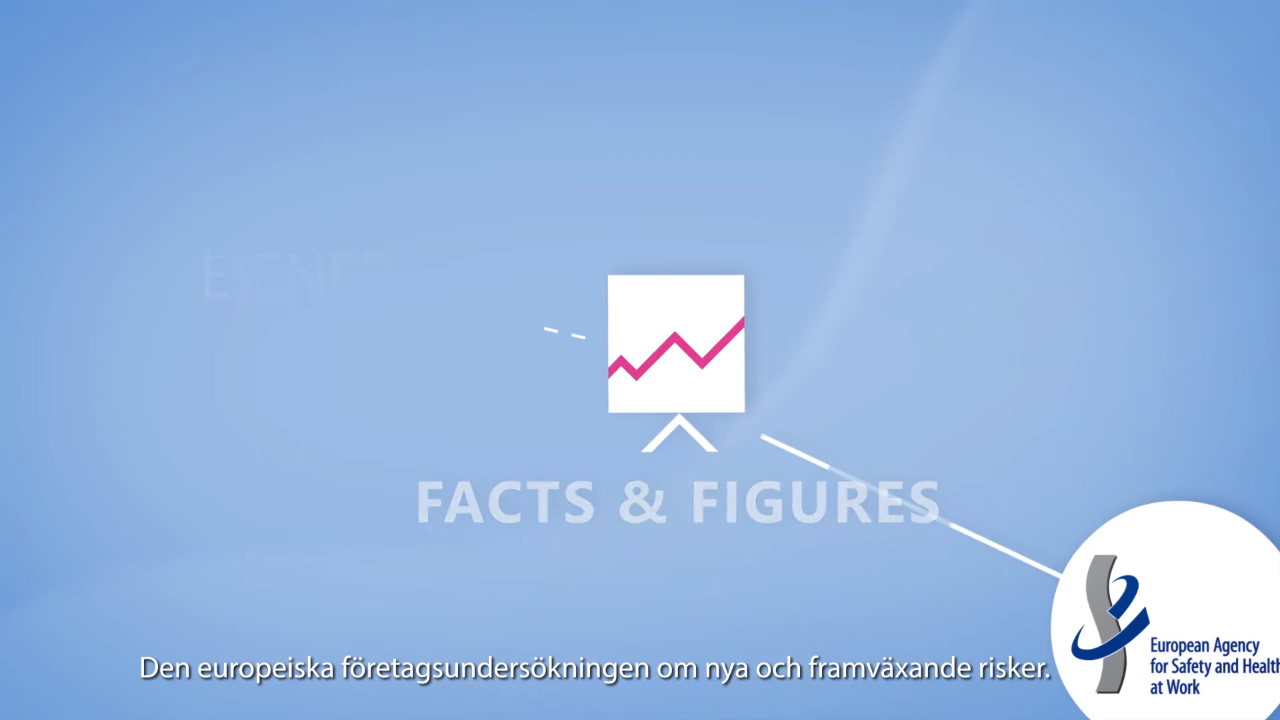 FACTS & FIGURES
Den europeiska företagsundersökningen om nya och framväxande risker.
European Agency
for Safety and Health
at Work